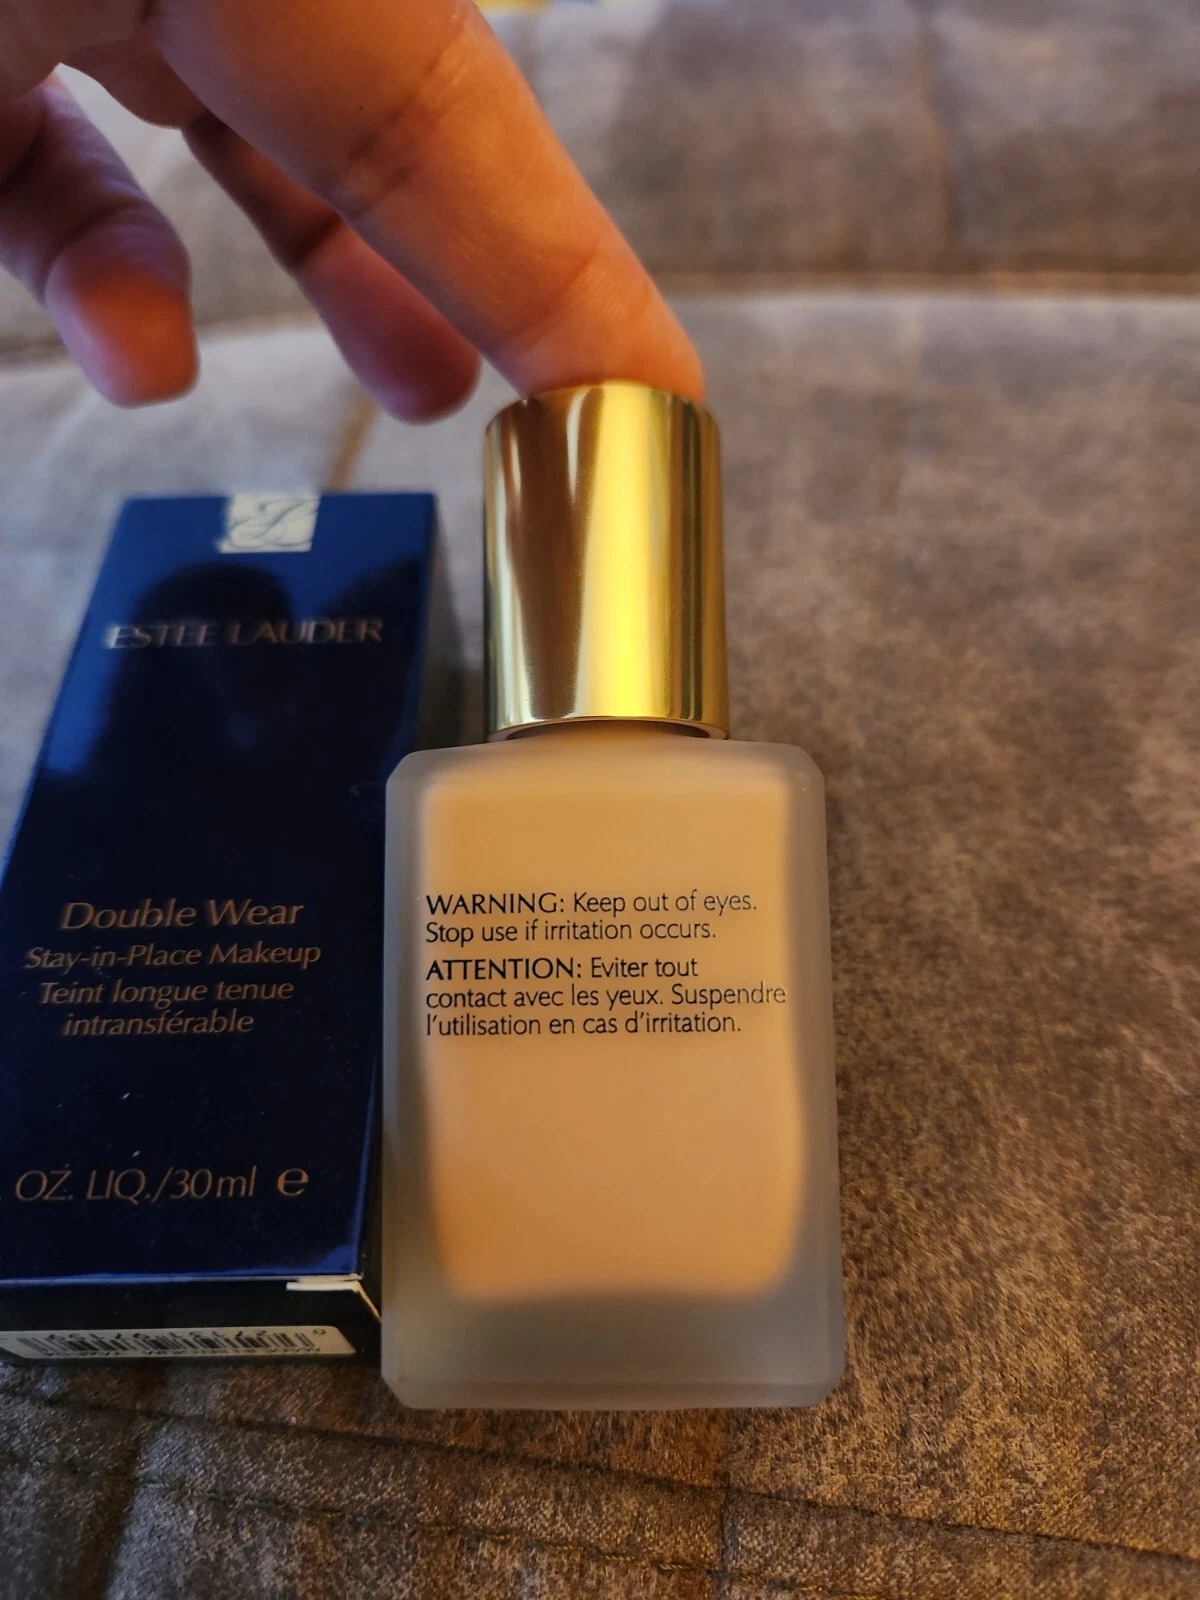 ESTĒE LAUDER
Double Wear
Stay-in-Place Makeup
Teint longue tenue
intransférable
OZ. LIQ./30ml e
WARNING: Keep out of eyes.
Stop use if irritation occurs.
ATTENTION: Eviter tout
contact avec les yeux. Suspendre
l'utilisation en cas d'irritation.